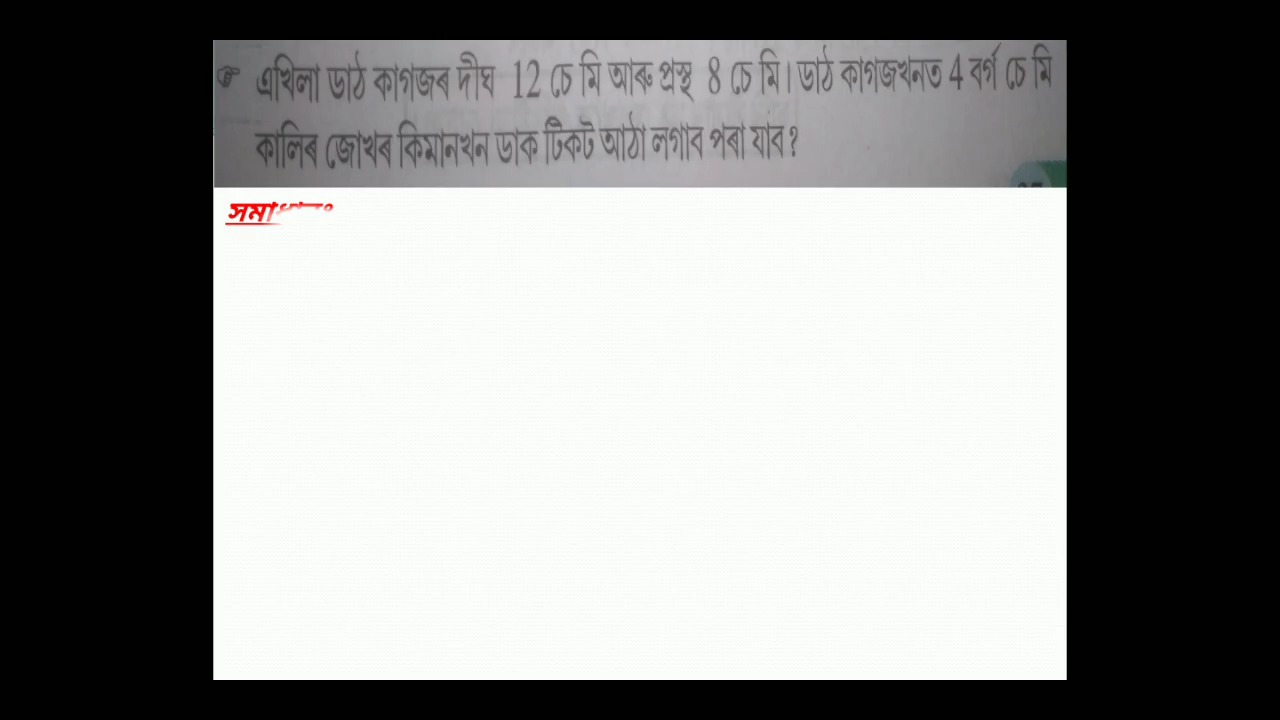 ☞ এখিলা ডাঠ কাগজৰ দীঘ 12 চে মি আৰু প্ৰস্থ 8 চে মি। ডাঠ কাগজখনত 4 বৰ্গ চে মি
কালিৰ জোখৰ কিমানখন ডাক টিকট আঠা লগাব পৰা যাব?